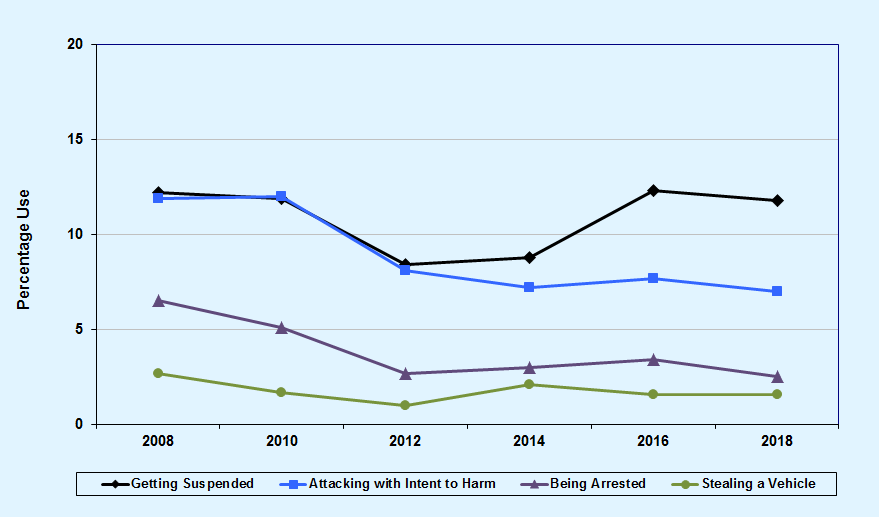 20
15
10
5
0
Percentage Use
2008 2010 2012 2014 2016 2018
Getting Suspended Attacking with Intent to Harm Being Arrested Stealing a Vehicle